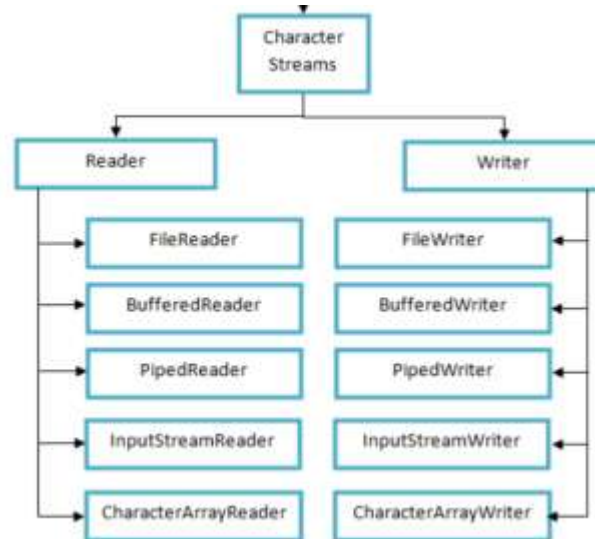 Character
Streams
Reader
Writer
FileReader
FileWriter
BufferedReader
BufferedWriter
PipedReader
PipedWriter
InputStreamReader
InputStreamWriter
CharacterArrayReader
CharacterArrayWriter